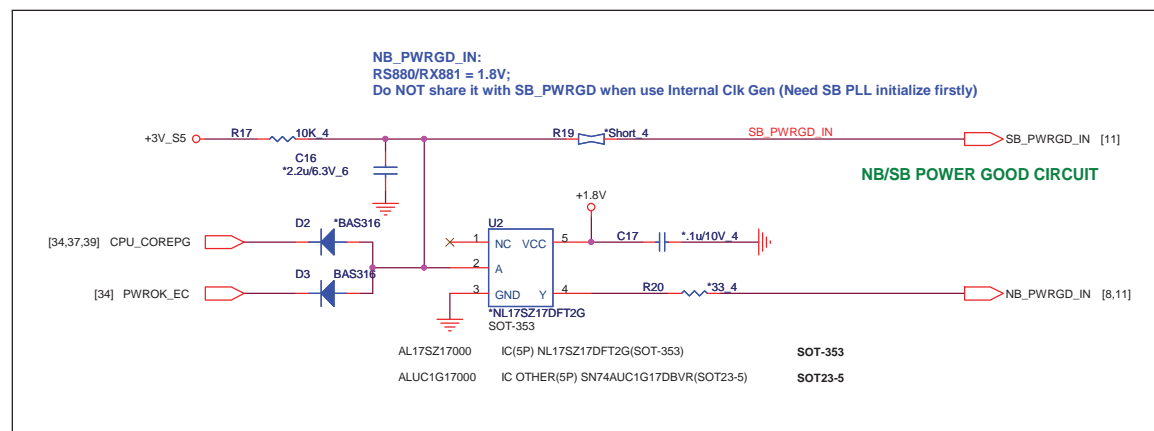 NB_PWRGD_IN:
RS880/RX881 = 1.8V;
Do NOT share it with SB_PWRGD when use Internal Clk Gen (Need SB PLL initialize firstly)
+3V_S5 R17 10K_4 R19 *Short_4 SB_PWRGD_IN SB_PWRGD_IN [11]
C16
*2.2u/6.3V_6
NB/SB POWER GOOD CIRCUIT
+1.8V
D2 *BAS316 U2
[34,37,39] CPU_COREPG 1 NC VCC 5 C17 *.1u/10V_4
2 A
D3 BAS316
[34] PWROK_EC 3 GND Y 4 R20 *33_4 NB_PWRGD_IN [8,11]
*NL17SZ17DFT2G
SOT-353
AL17SZ17000 IC(5P) NL17SZ17DFT2G(SOT-353) SOT-353
ALUC1G17000 IC OTHER(5P) SN74AUC1G17DBVR(SOT23-5) SOT23-5